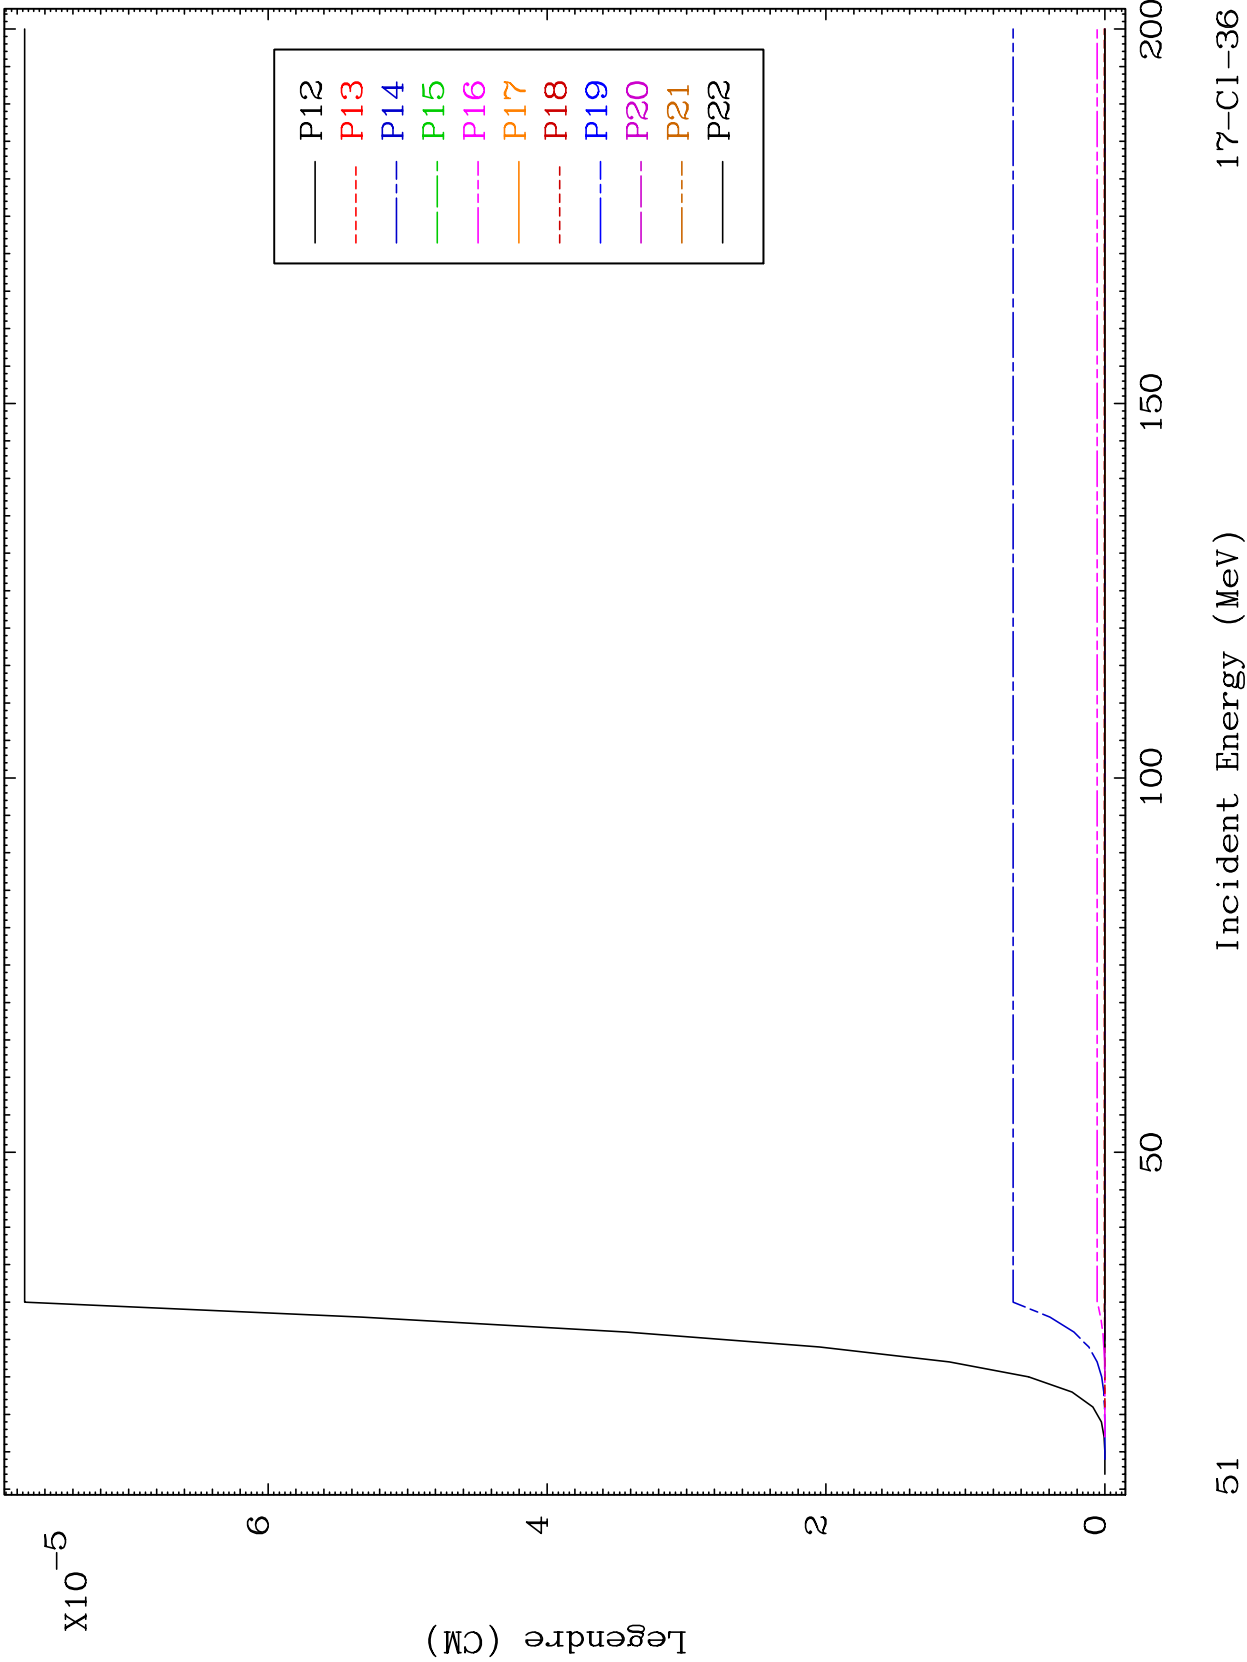 X10-5
Legendre (CM)
6
4
2
0
P12
P13
P14
P15
P16
P17
P18
P19
P20
P21
P22
50
100
150
200
Incident Energy (MeV)
51
17-Cl-36